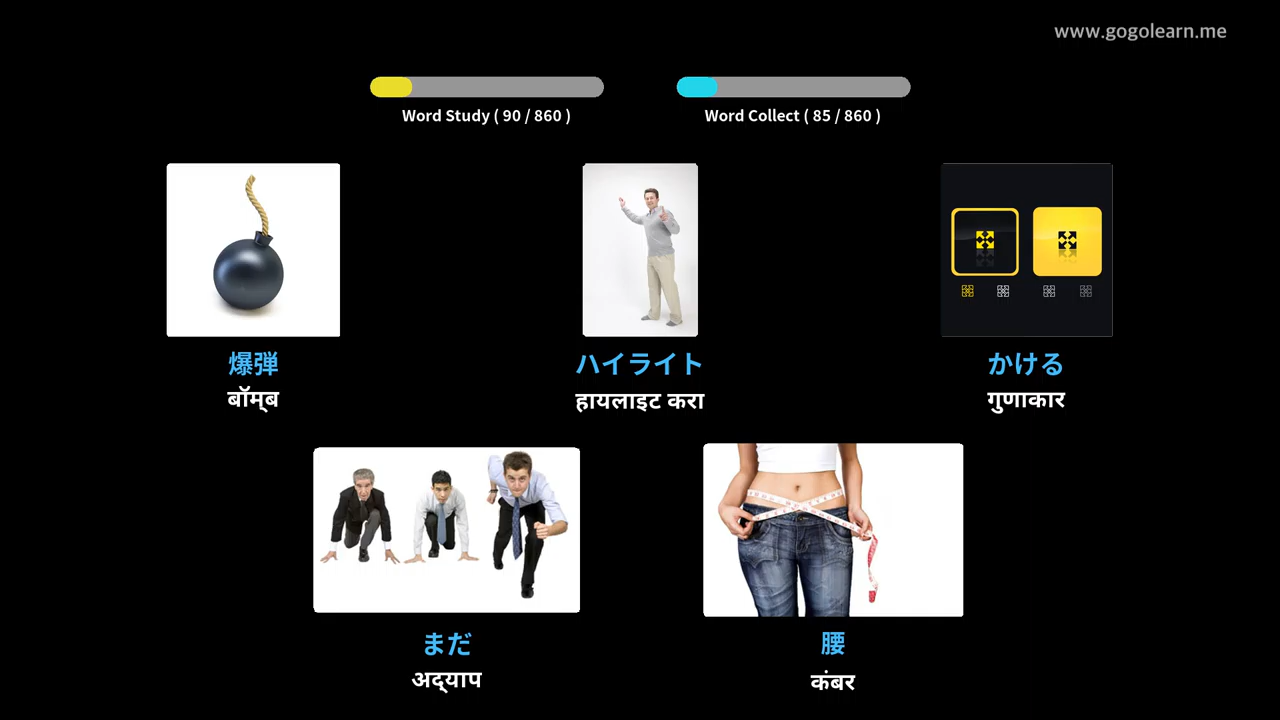 www.gogolearn.me
Word Study ( 90 / 860 )
Word Collect ( 85 / 860 )
爆弾
बॉम्ब
ハイライト
हायलाइट करा
かける
गुणाकार
まだ
अद्याप
腰
कंबर